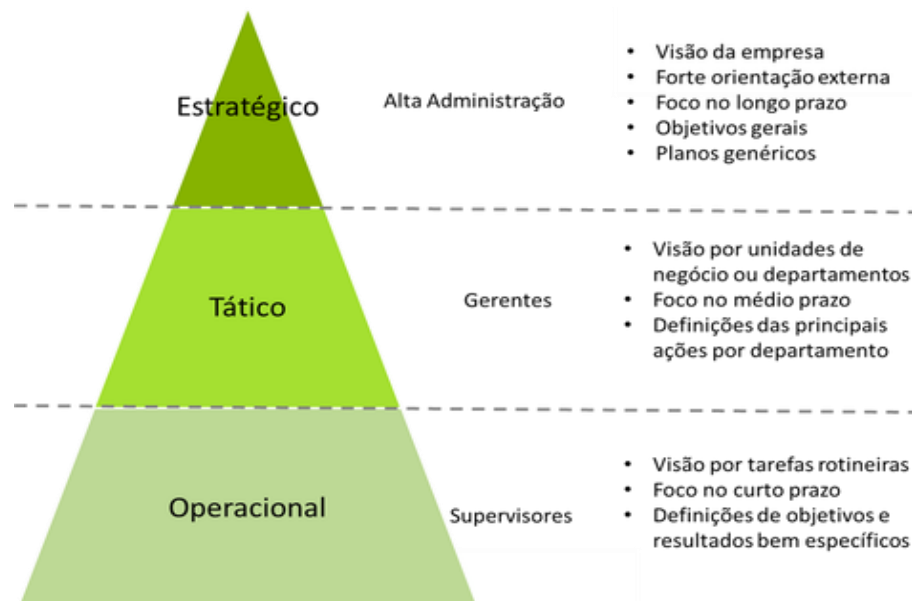 Estratégico
Alta Administração
• Visão da empresa
• Forte orientação externa
• Foco no longo prazo
• Objetivos gerais
• Planos genéricos
Tático
Gerentes
• Visão por unidades de
negócio ou departamentos
• Foco no médio prazo
• Definições das principais
ações por departamento
Operacional
Supervisores
• Visão por tarefas rotineiras
• Foco no curto prazo
• Definições de objetivos e
resultados bem específicos